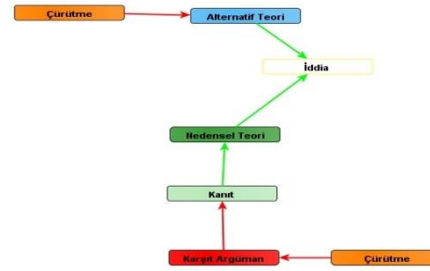 Çürütme
Alternatif Teori
İddia
Nedensel Teori
Kanıt
Karşıt Argüman
Çürütme